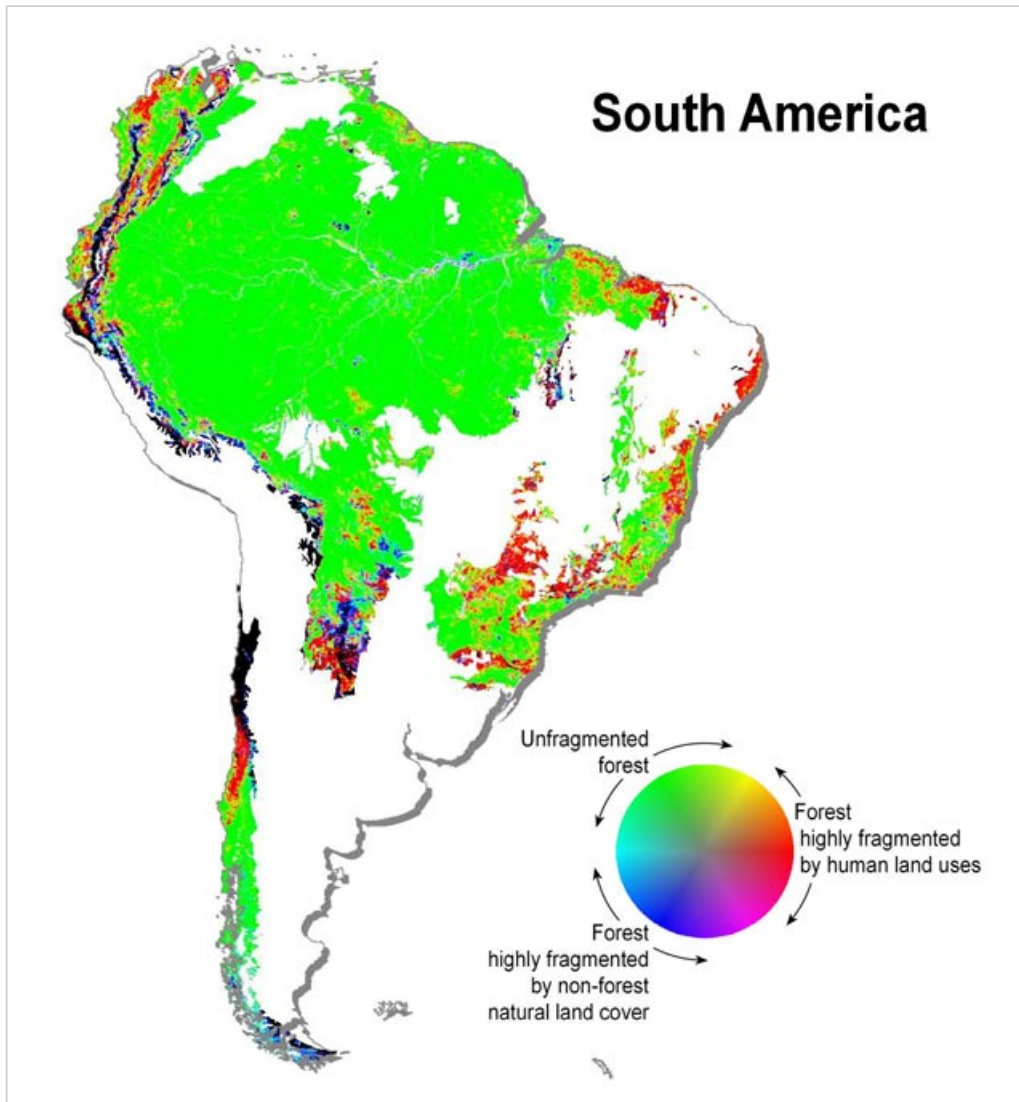 South America
Unfragmented
forest
Forest
highly fragmented
by human land uses
Forest
highly fragmented
by non-forest
natural land cover